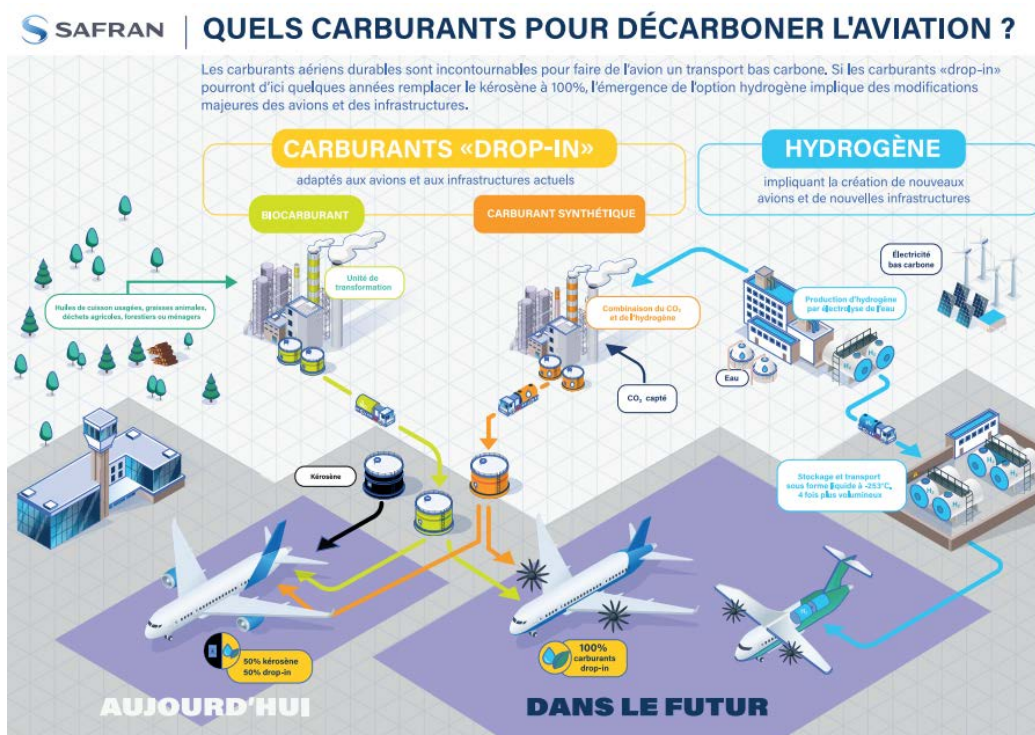 SAFRAN
QUELS CARBURANTS POUR DÉCARBONER L'AVIATION ?
Les carburants aériens durables sont incontournables pour faire de l'avion un transport bas carbone. Si les carburants «drop-in»
pourront d'ici quelques années remplacer le kérosène à 100%, l'émergence de l'option hydrogène implique des modifications
majeures des avions et des infrastructures.
CARBURANTS «DROP-IN»
adaptés aux avions et aux infrastructures actuels
BIOCARBURANT
CARBURANT SYNTHÉTIQUE
HYDROGÈNE
impliquant la création de nouveaux
avions et de nouvelles infrastructures
Huiles de cuisson usagées, graisses animales,
déchets agricoles, forestiers ou ménagers
Unité de
transformation
Combinaison du CO₂
et de l'hydrogène
CO₂ capté
Électricité
bas carbone
Production d'hydrogène
par électrolyse de l'eau
Eau
H₂
H₂
Kérosène
Stockage et transport
sous forme liquide à -253°C,
4 fois plus volumineux
50% kérosène
50% drop-in
100%
carburants
drop-in
AUJOURD'HUI
DANS LE FUTUR